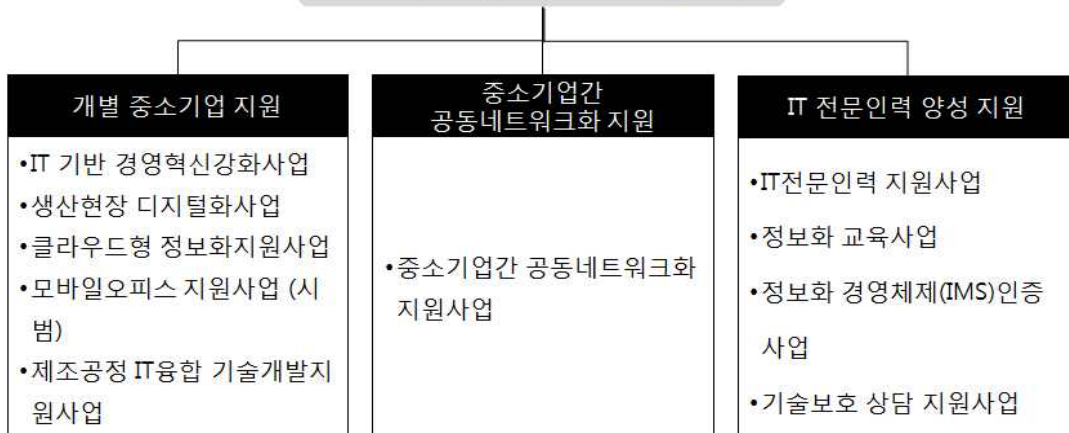 개별 중소기업 지원
•IT 기반 경영혁신강화사업
•생산현장 디지털화사업
•클라우드형 정보화지원사업
•모바일오피스 지원사업 (시
범)
•제조공정 IT융합 기술개발지
원사업
중소기업간
공동네트워크화 지원
•중소기업간 공동네트워크화
지원사업
IT 전문인력 양성 지원
•IT전문인력 지원사업
•정보화 교육사업
•정보화 경영체제(IMS)인증
사업
•기술보호 상담 지원사업